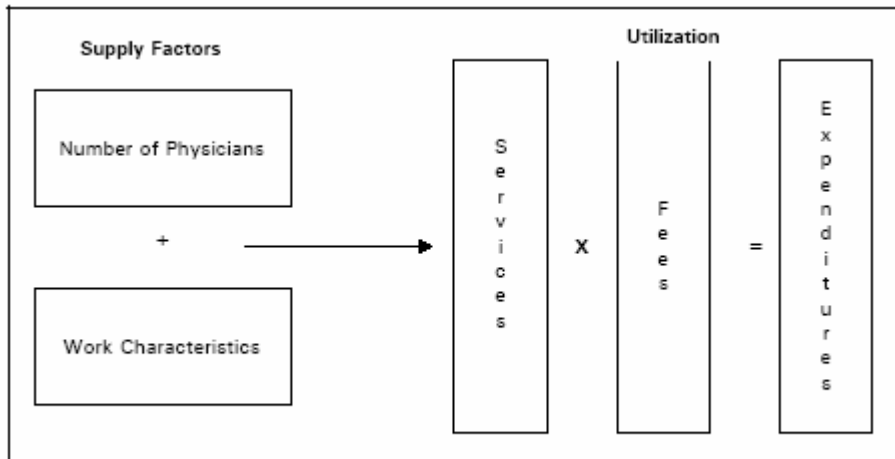 Supply Factors
Utilization
Number of Physicians
+
Work Characteristics
Services
X
Fees
=
Expenditures